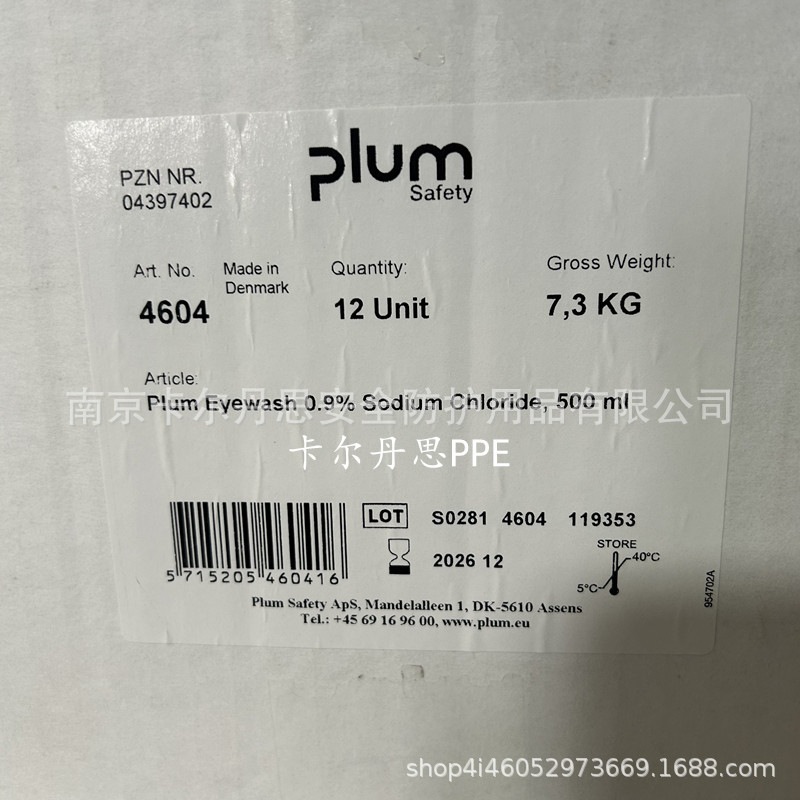 plum
Safety
PZN NR.
04397402
Art. No.
4604
Made in
Denmark
Quantity:
12 Unit
Gross Weight:
7,3 KG
Article:
Plum Eyewash 0.9% Sodium Chloride, 500 ml
南京卡尔丹思安全防护用品有限公司
卡尔丹思PPE
LOT S0281 4604 119353
2026 12
STORE
40°C
5°C
5 715205 460416
954702A
Plum Safety ApS, Mandelalleen 1, DK-5610 Assens
Tel.: +45 69 16 96 00, www.plum.eu
shop4i46052973669.1688.com